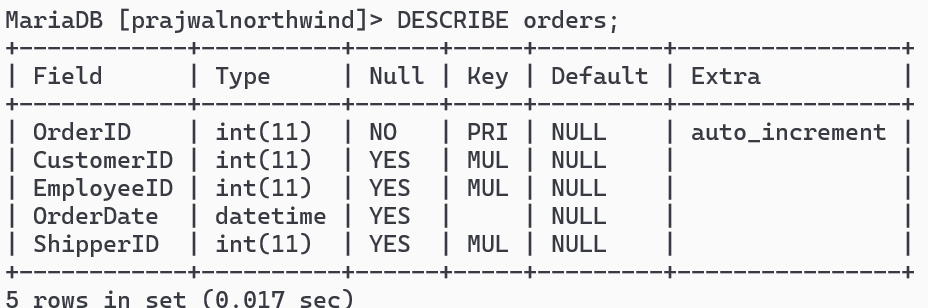 MariaDB [prajwalnorthwind]> DESCRIBE orders;
+------------+----------+------+-----+---------+----------------+
| Field      | Type     | Null | Key | Default | Extra          |
+------------+----------+------+-----+---------+----------------+
| OrderID    | int(11)  | NO   | PRI | NULL    | auto_increment |
| CustomerID | int(11)  | YES  | MUL | NULL    |                |
| EmployeeID | int(11)  | YES  | MUL | NULL    |                |
| OrderDate  | datetime | YES  |     | NULL    |                |
| ShipperID  | int(11)  | YES  | MUL | NULL    |                |
+------------+----------+------+-----+---------+----------------+
5 rows in set (0.017 sec)